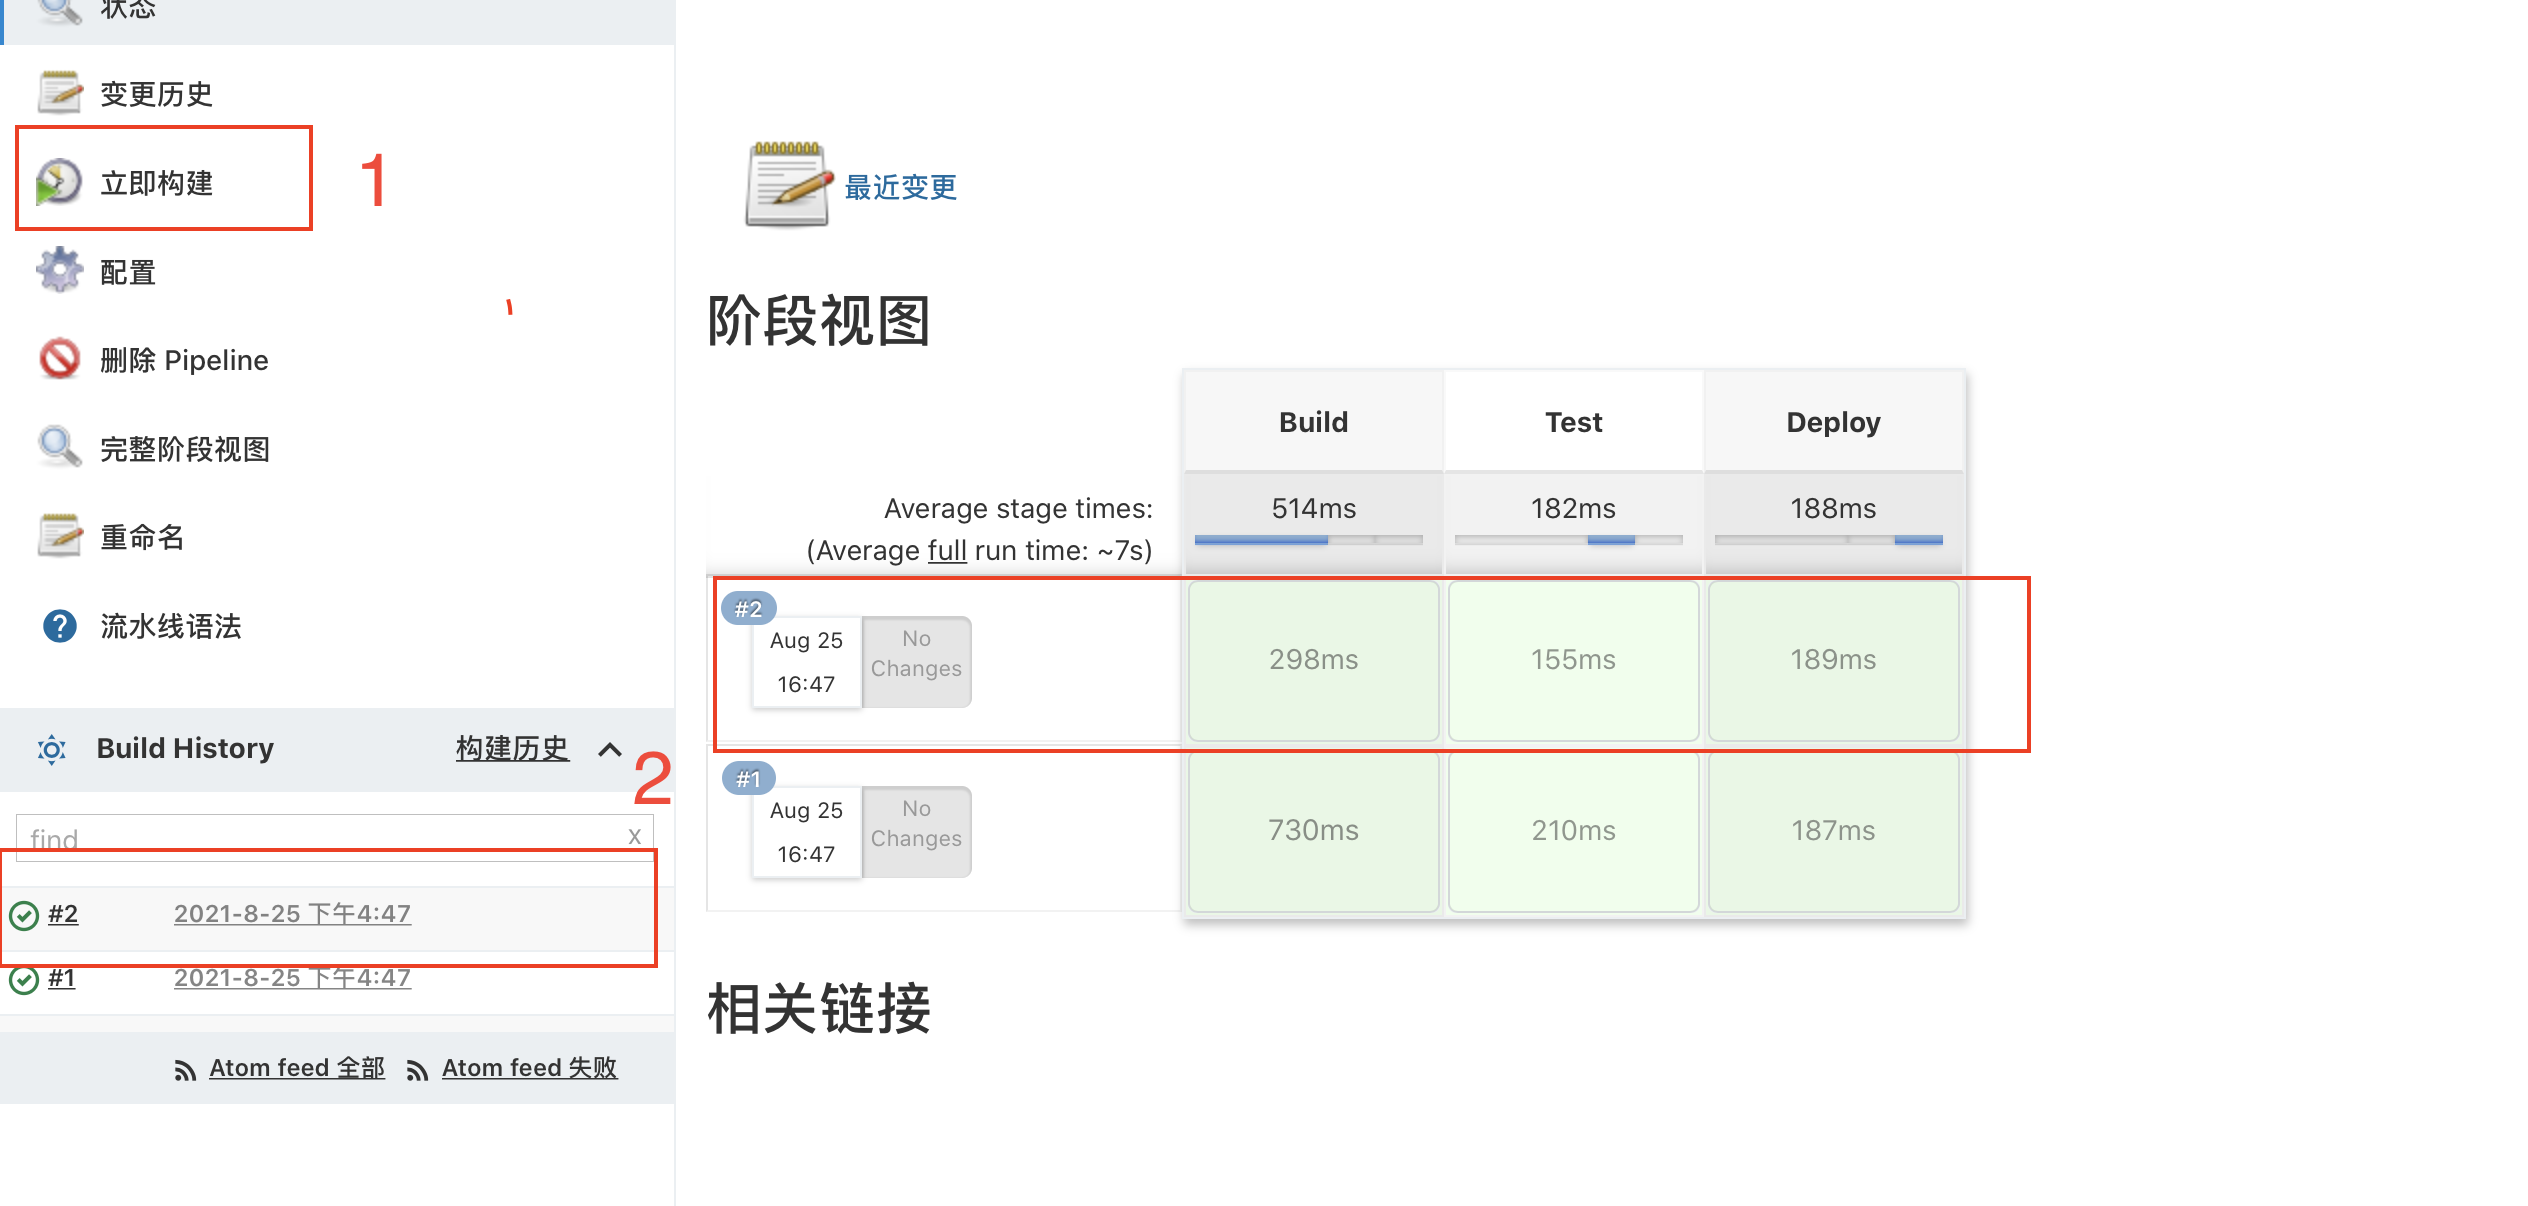 状态
变更历史
立即构建
1
配置
删除 Pipeline
完整阶段视图
重命名
流水线语法
Build History
构建历史
2
find
x
#2
2021-8-25 下午4:47
#1
2021-8-25 下午4:47
Atom feed 全部
Atom feed 失败
最近变更
阶段视图
Build
Test
Deploy
Average stage times:
(Average full run time: ~7s)
514ms
182ms
188ms
#2
Aug 25
16:47
No
Changes
298ms
155ms
189ms
#1
Aug 25
16:47
No
Changes
730ms
210ms
187ms
相关链接